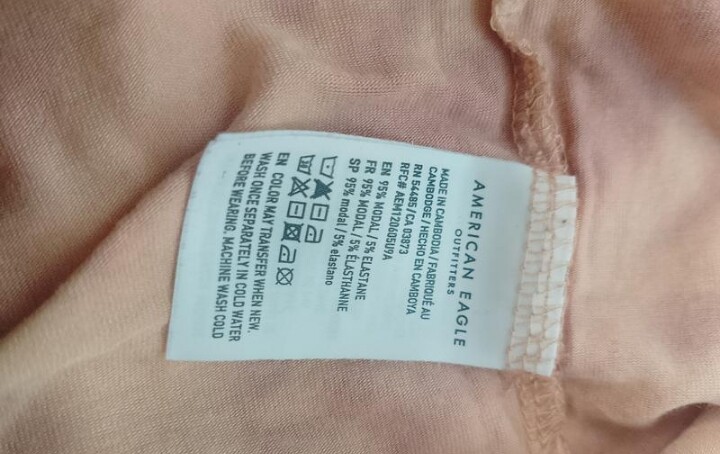 AMERICAN EAGLE
OUTFITTERS
MADE IN CAMBODIA / FABRIQUÉ AU
CAMBODGE / HECHO EN CAMBOYA
RN 54485 / CA 03873
RFC# AEM120605U9A
EN 95% MODAL / 5% ELASTANE
FR 95% MODAL / 5% ÉLASTHANNE
SP 95% modal / 5% elastano
EN COLOR MAY TRANSFER WHEN NEW.
WASH ONCE SEPARATELY IN COLD WATER
BEFORE WEARING. MACHINE WASH COLD